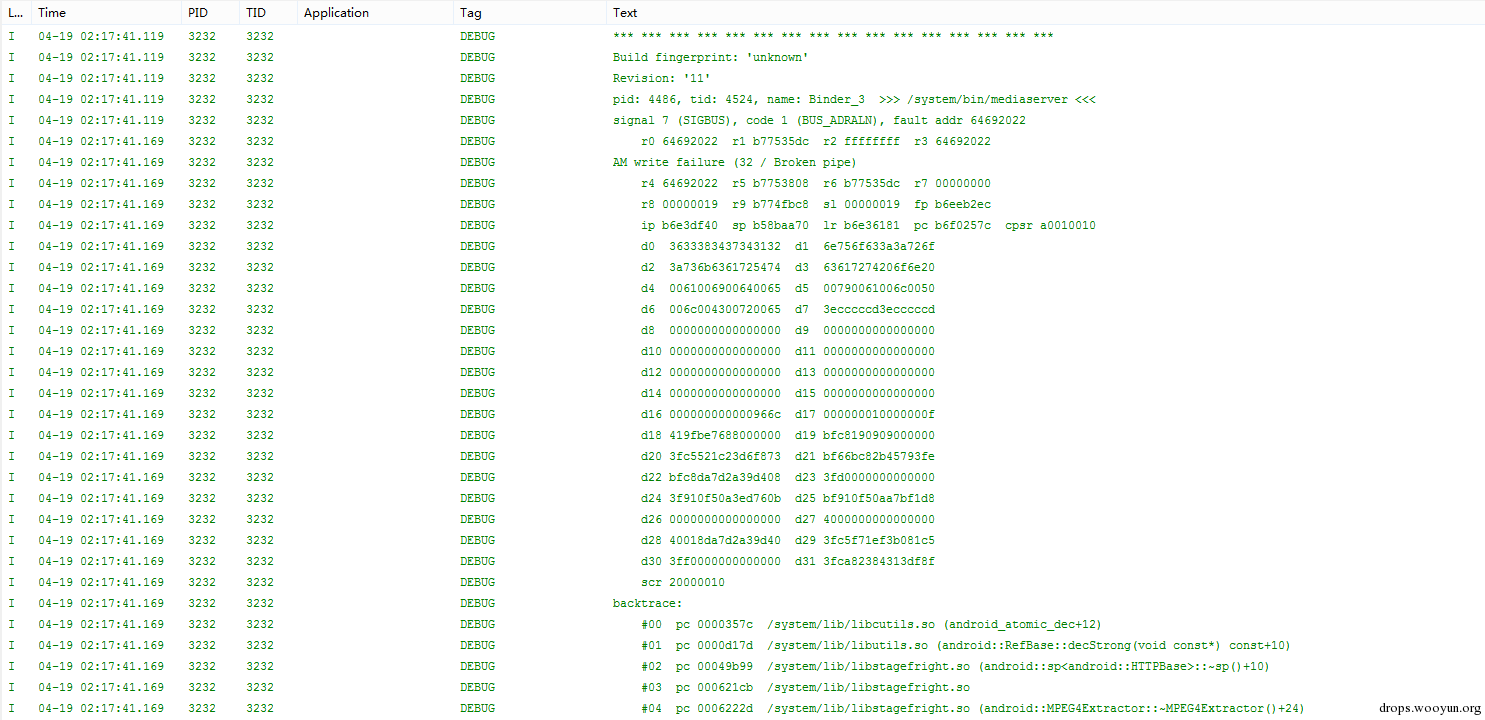 L... Time PID TID Application Tag Text
I 04-19 02:17:41.119 3232 3232 DEBUG *** *** *** *** *** *** *** *** *** *** *** *** *** *** *** ***
I 04-19 02:17:41.119 3232 3232 DEBUG Build fingerprint: 'unknown'
I 04-19 02:17:41.119 3232 3232 DEBUG Revision: '11'
I 04-19 02:17:41.119 3232 3232 DEBUG pid: 4486, tid: 4524, name: Binder_3 >>> /system/bin/mediaserver <<<
I 04-19 02:17:41.119 3232 3232 DEBUG signal 7 (SIGBUS), code 1 (BUS_ADRALN), fault addr 64692022
I 04-19 02:17:41.119 3232 3232 DEBUG r0 64692022 r1 b77535dc r2 ffffffff r3 64692022
I 04-19 02:17:41.169 3232 3232 DEBUG AM write failure (32 / Broken pipe)
I 04-19 02:17:41.169 3232 3232 DEBUG r4 64692022 r5 b7753808 r6 b77535dc r7 00000000
I 04-19 02:17:41.169 3232 3232 DEBUG r8 00000019 r9 b774fbc8 sl 00000019 fp b6eeb2ec
I 04-19 02:17:41.169 3232 3232 DEBUG ip b6e3df40 sp b58baa70 lr b6e36181 pc b6f0257c cpsr a0010010
I 04-19 02:17:41.169 3232 3232 DEBUG d0 3633383437343132 d1 6e756f633a3a726f
I 04-19 02:17:41.169 3232 3232 DEBUG d2 3a736b6361725474 d3 63617274206f6e20
I 04-19 02:17:41.169 3232 3232 DEBUG d4 0061006900640065 d5 00790061006c0050
I 04-19 02:17:41.169 3232 3232 DEBUG d6 006c004300720065 d7 3ecccccd3ecccccd
I 04-19 02:17:41.169 3232 3232 DEBUG d8 0000000000000000 d9 0000000000000000
I 04-19 02:17:41.169 3232 3232 DEBUG d10 0000000000000000 d11 0000000000000000
I 04-19 02:17:41.169 3232 3232 DEBUG d12 0000000000000000 d13 0000000000000000
I 04-19 02:17:41.169 3232 3232 DEBUG d14 0000000000000000 d15 0000000000000000
I 04-19 02:17:41.169 3232 3232 DEBUG d16 000000000000966c d17 000000010000000f
I 04-19 02:17:41.169 3232 3232 DEBUG d18 419fbe7688000000 d19 bfc8190909000000
I 04-19 02:17:41.169 3232 3232 DEBUG d20 3fc5521c23d6f873 d21 bf66bc82b45793fe
I 04-19 02:17:41.169 3232 3232 DEBUG d22 bfc8da7d2a39d408 d23 3fd0000000000000
I 04-19 02:17:41.169 3232 3232 DEBUG d24 3f910f50a3ed760b d25 bf910f50aa7bf1d8
I 04-19 02:17:41.169 3232 3232 DEBUG d26 0000000000000000 d27 4000000000000000
I 04-19 02:17:41.169 3232 3232 DEBUG d28 40018da7d2a39d40 d29 3fc5f71ef3b081c5
I 04-19 02:17:41.169 3232 3232 DEBUG d30 3ff0000000000000 d31 3fca82384313df8f
I 04-19 02:17:41.169 3232 3232 DEBUG scr 20000010
I 04-19 02:17:41.169 3232 3232 DEBUG backtrace:
I 04-19 02:17:41.169 3232 3232 DEBUG #00 pc 0000357c /system/lib/libcutils.so (android_atomic_dec+12)
I 04-19 02:17:41.169 3232 3232 DEBUG #01 pc 0000d17d /system/lib/libutils.so (android::RefBase::decStrong(void const*) const+10)
I 04-19 02:17:41.169 3232 3232 DEBUG #02 pc 00049b99 /system/lib/libstagefright.so (android::sp<android::HTTPBase>::~sp()+10)
I 04-19 02:17:41.169 3232 3232 DEBUG #03 pc 000621cb /system/lib/libstagefright.so
I 04-19 02:17:41.169 3232 3232 DEBUG #04 pc 0006222d /system/lib/libstagefright.so (android::MPEG4Extractor::~MPEG4Extractor()+24)
drops.wooyun.org